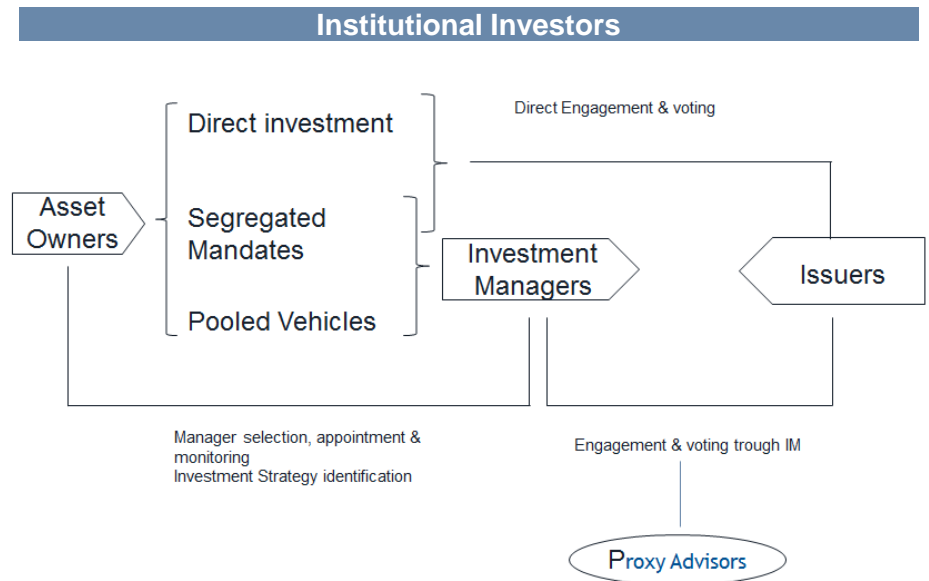 Institutional Investors
Direct investment
Direct Engagement & voting
Asset
Owners
Segregated
Mandates
Investment
Managers
Issuers
Pooled Vehicles
Manager selection, appointment &
monitoring
Investment Strategy identification
Engagement & voting trough IM
Proxy Advisors